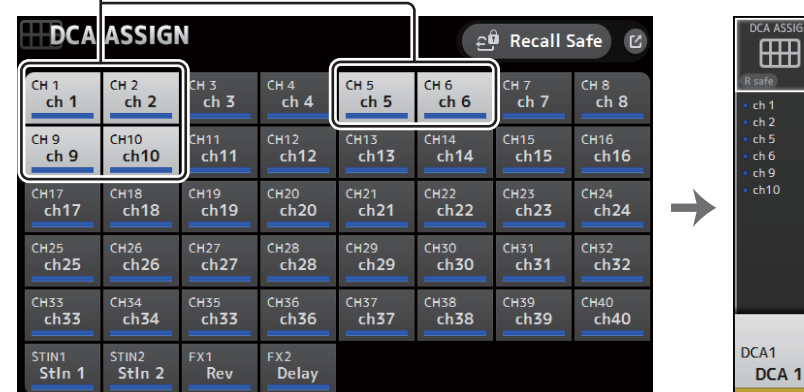 DCA ASSIGN
Recall Safe
CH 1 CH 2 CH 3 CH 4 CH 5 CH 6 CH 7 CH 8
ch 1 ch 2 ch 3 ch 4 ch 5 ch 6 ch 7 ch 8
CH 9 CH10 CH11 CH12 CH13 CH14 CH15 CH16
ch 9 ch10 ch11 ch12 ch13 ch14 ch15 ch16
CH17 CH18 CH19 CH20 CH21 CH22 CH23 CH24
ch17 ch18 ch19 ch20 ch21 ch22 ch23 ch24
CH25 CH26 CH27 CH28 CH29 CH30 CH31 CH32
ch25 ch26 ch27 ch28 ch29 ch30 ch31 ch32
CH33 CH34 CH35 CH36 CH37 CH38 CH39 CH40
ch33 ch34 ch33 ch36 ch37 ch38 ch39 ch40
STIN1 STIN2 FX1 FX2
StIn 1 StIn 2 Rev Delay
DCA ASSIG
R safe
ch 1
ch 2
ch 5
ch 6
ch 9
ch10
DCA1
DCA 1